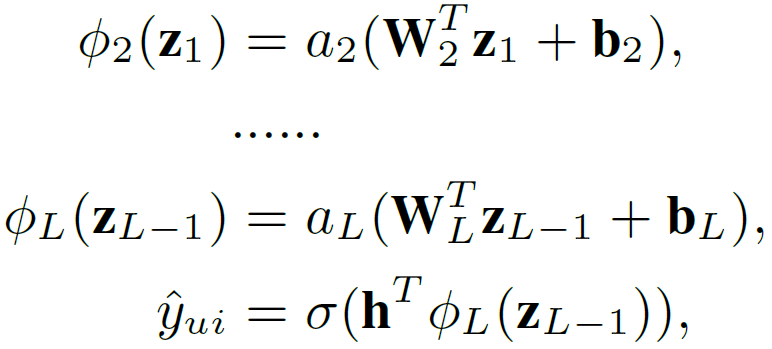 ϕ₂(𝐳₁) = a₂(𝐖₂ᵀ𝐳₁ + 𝐛₂),
......
ϕ_L(𝐳_{L−1}) = a_L(𝐖_Lᵀ𝐳_{L−1} + 𝐛_L),
ŷ_{ui} = σ(𝐡ᵀϕ_L(𝐳_{L−1})),